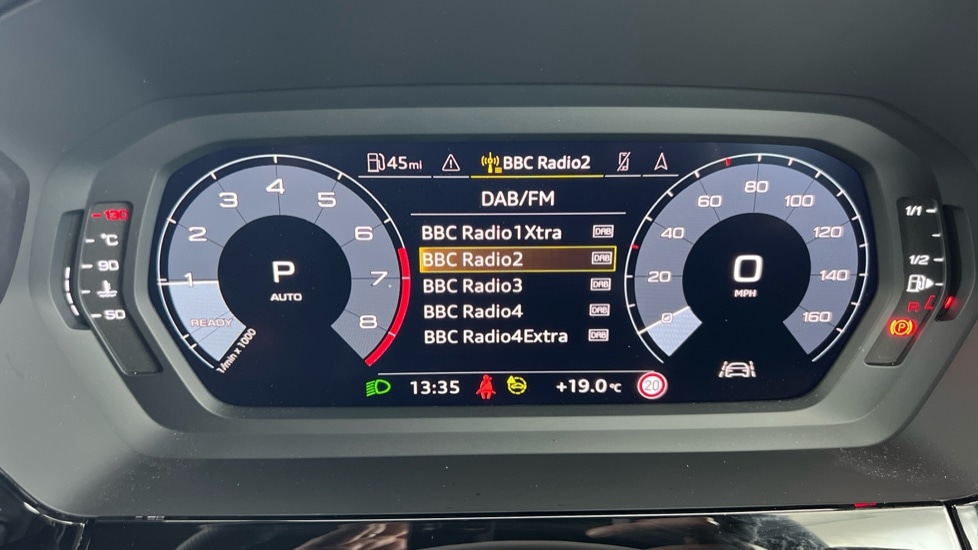 45mi BBC Radio2
DAB/FM
BBC Radio1Xtra DAB
BBC Radio2 DAB
BBC Radio3 DAB
BBC Radio4 DAB
BBC Radio4Extra DAB
13:35 +19.0°C 20
READY 1 2 3 4 5 6 7 8
1/min x 1000
P
AUTO
0 20 40 60 80 100 120 140 160
0
MPH
130
°C
90
50
1/1
1/2
R
(P)